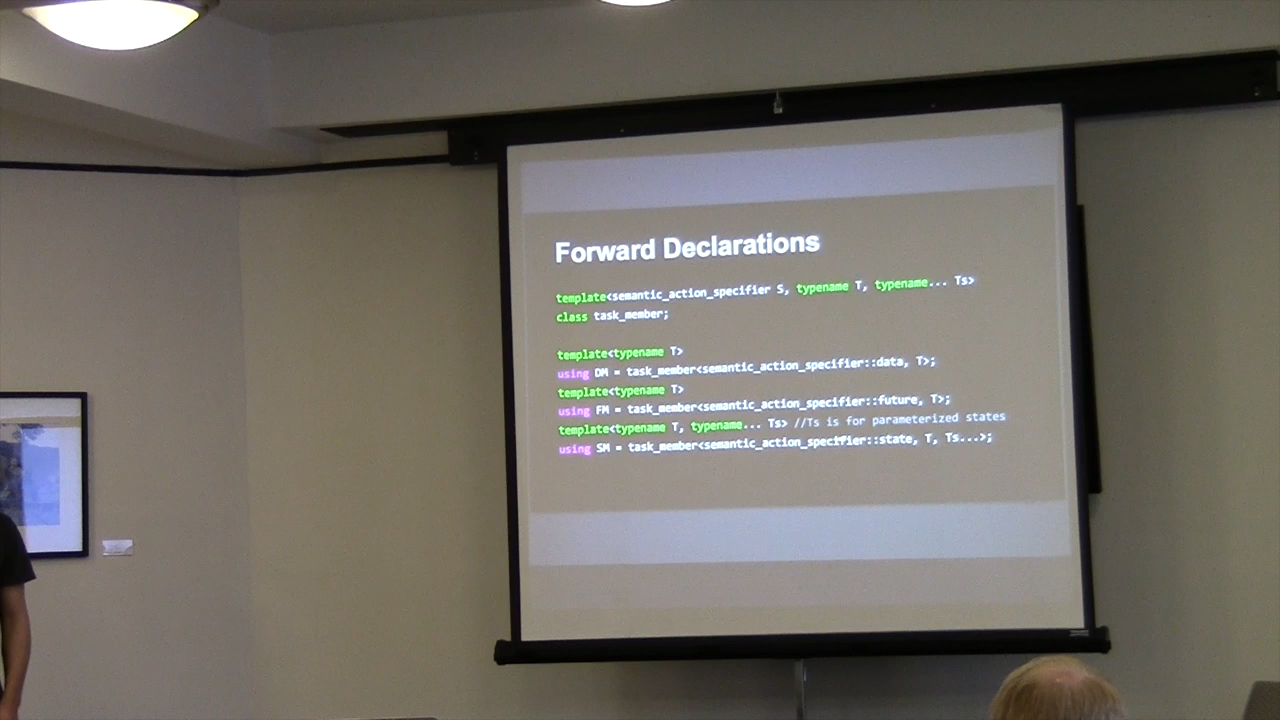 Forward Declarations
template<semantic_action_specifier S, typename T, typename... Ts>
class task_member;
template<typename T>
using DM = task_member<semantic_action_specifier::data, T>;
template<typename T>
using FM = task_member<semantic_action_specifier::future, T>;
template<typename T, typename... Ts> //Ts is for parameterized states
using SM = task_member<semantic_action_specifier::state, T, Ts...>;